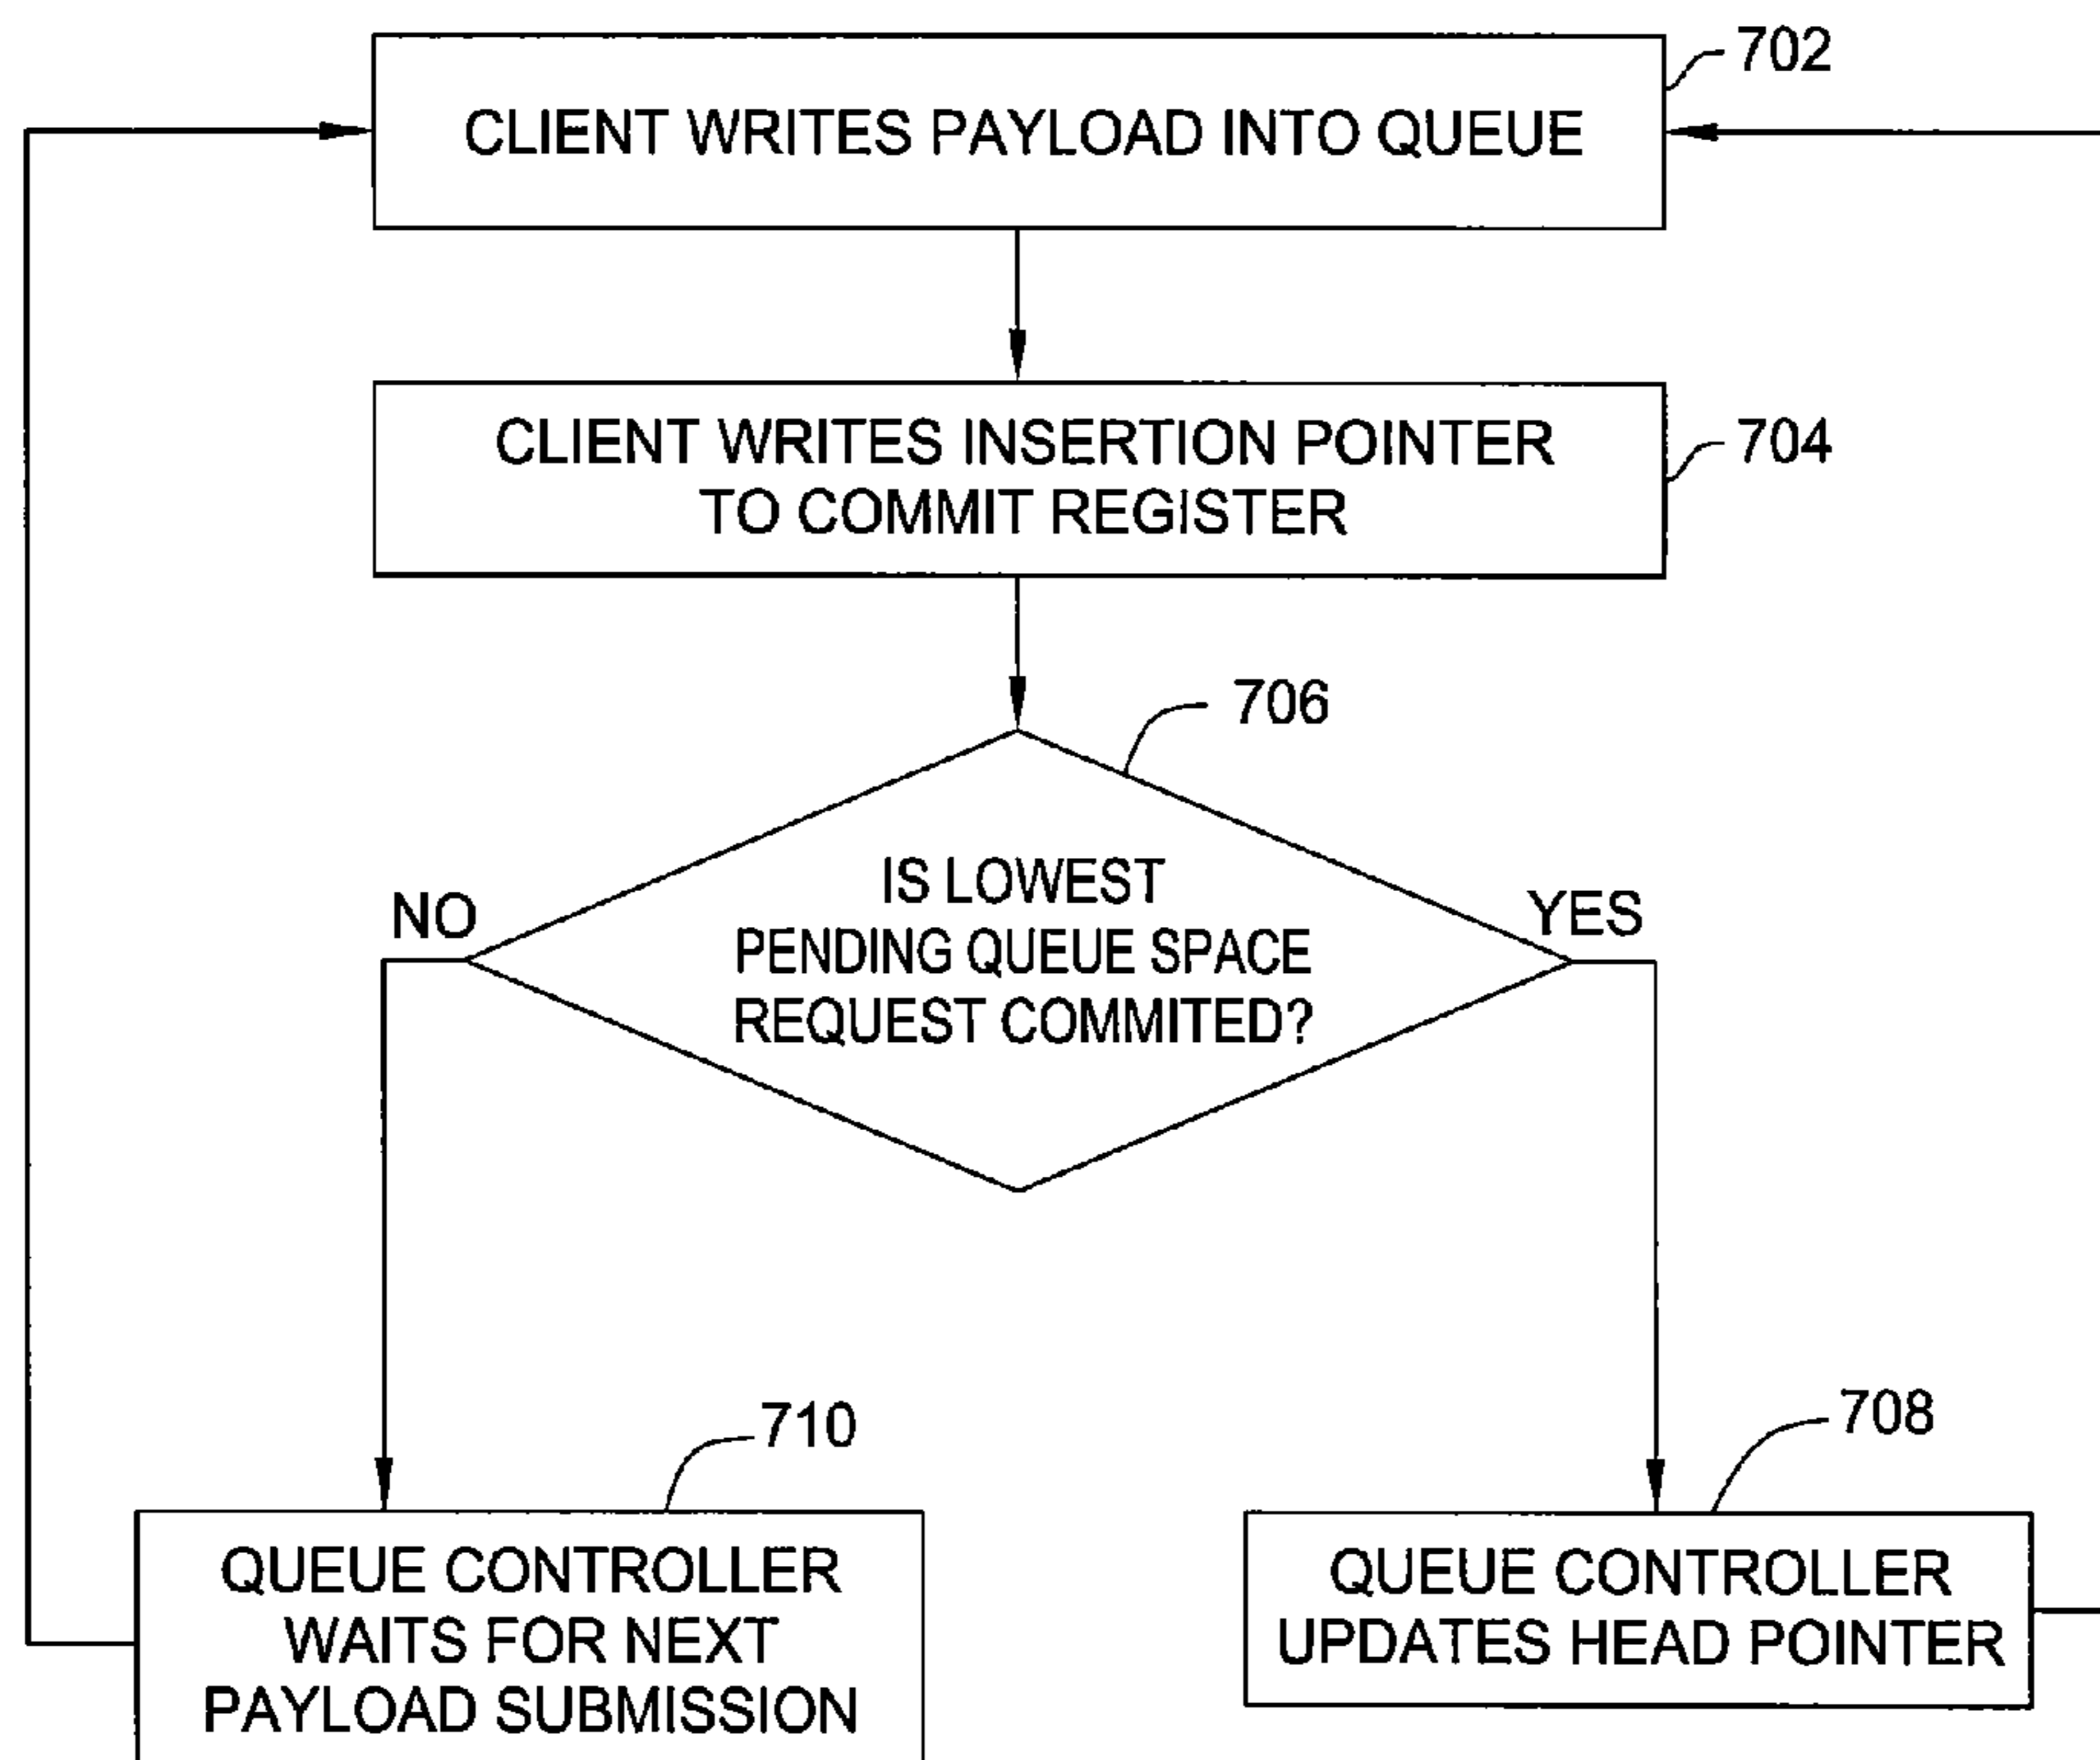 702
CLIENT WRITES PAYLOAD INTO QUEUE
CLIENT WRITES INSERTION POINTER
TO COMMIT REGISTER
704
706
IS LOWEST
PENDING QUEUE SPACE
REQUEST COMMITED?
NO
YES
710
QUEUE CONTROLLER
WAITS FOR NEXT
PAYLOAD SUBMISSION
708
QUEUE CONTROLLER
UPDATES HEAD POINTER